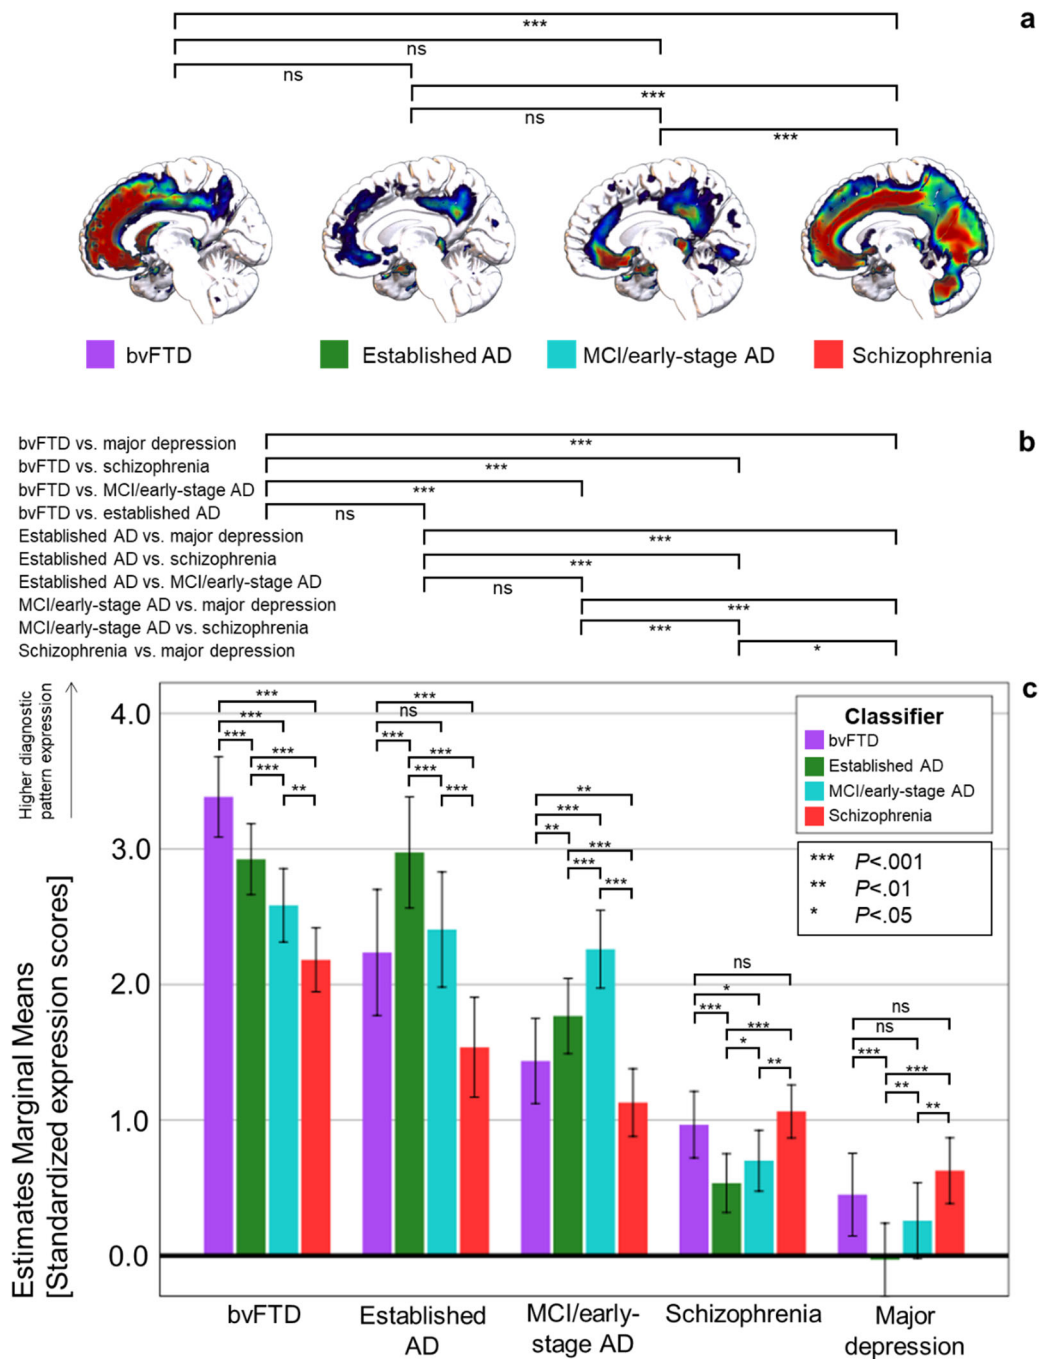 a
***
ns
ns
***
ns
***
bvFTD
Established AD
MCI/early-stage AD
Schizophrenia
b
bvFTD vs. major depression
***
bvFTD vs. schizophrenia
***
bvFTD vs. MCI/early-stage AD
***
bvFTD vs. established AD
ns
Established AD vs. major depression
***
Established AD vs. schizophrenia
***
Established AD vs. MCI/early-stage AD
ns
MCI/early-stage AD vs. major depression
***
MCI/early-stage AD vs. schizophrenia
***
Schizophrenia vs. major depression
*
c
Higher diagnostic
pattern expression
Estimates Marginal Means
[Standardized expression scores]
4.0
3.0
2.0
1.0
0.0
***
***
***
***
***
**
***
ns
***
***
***
***
**
***
**
***
***
***
ns
*
***
***
*
**
ns
ns
***
***
**
**
Classifier
bvFTD
Established AD
MCI/early-stage AD
Schizophrenia
*** P<.001
** P<.01
* P<.05
bvFTD
Established
AD
MCI/early-
stage AD
Schizophrenia
Major
depression